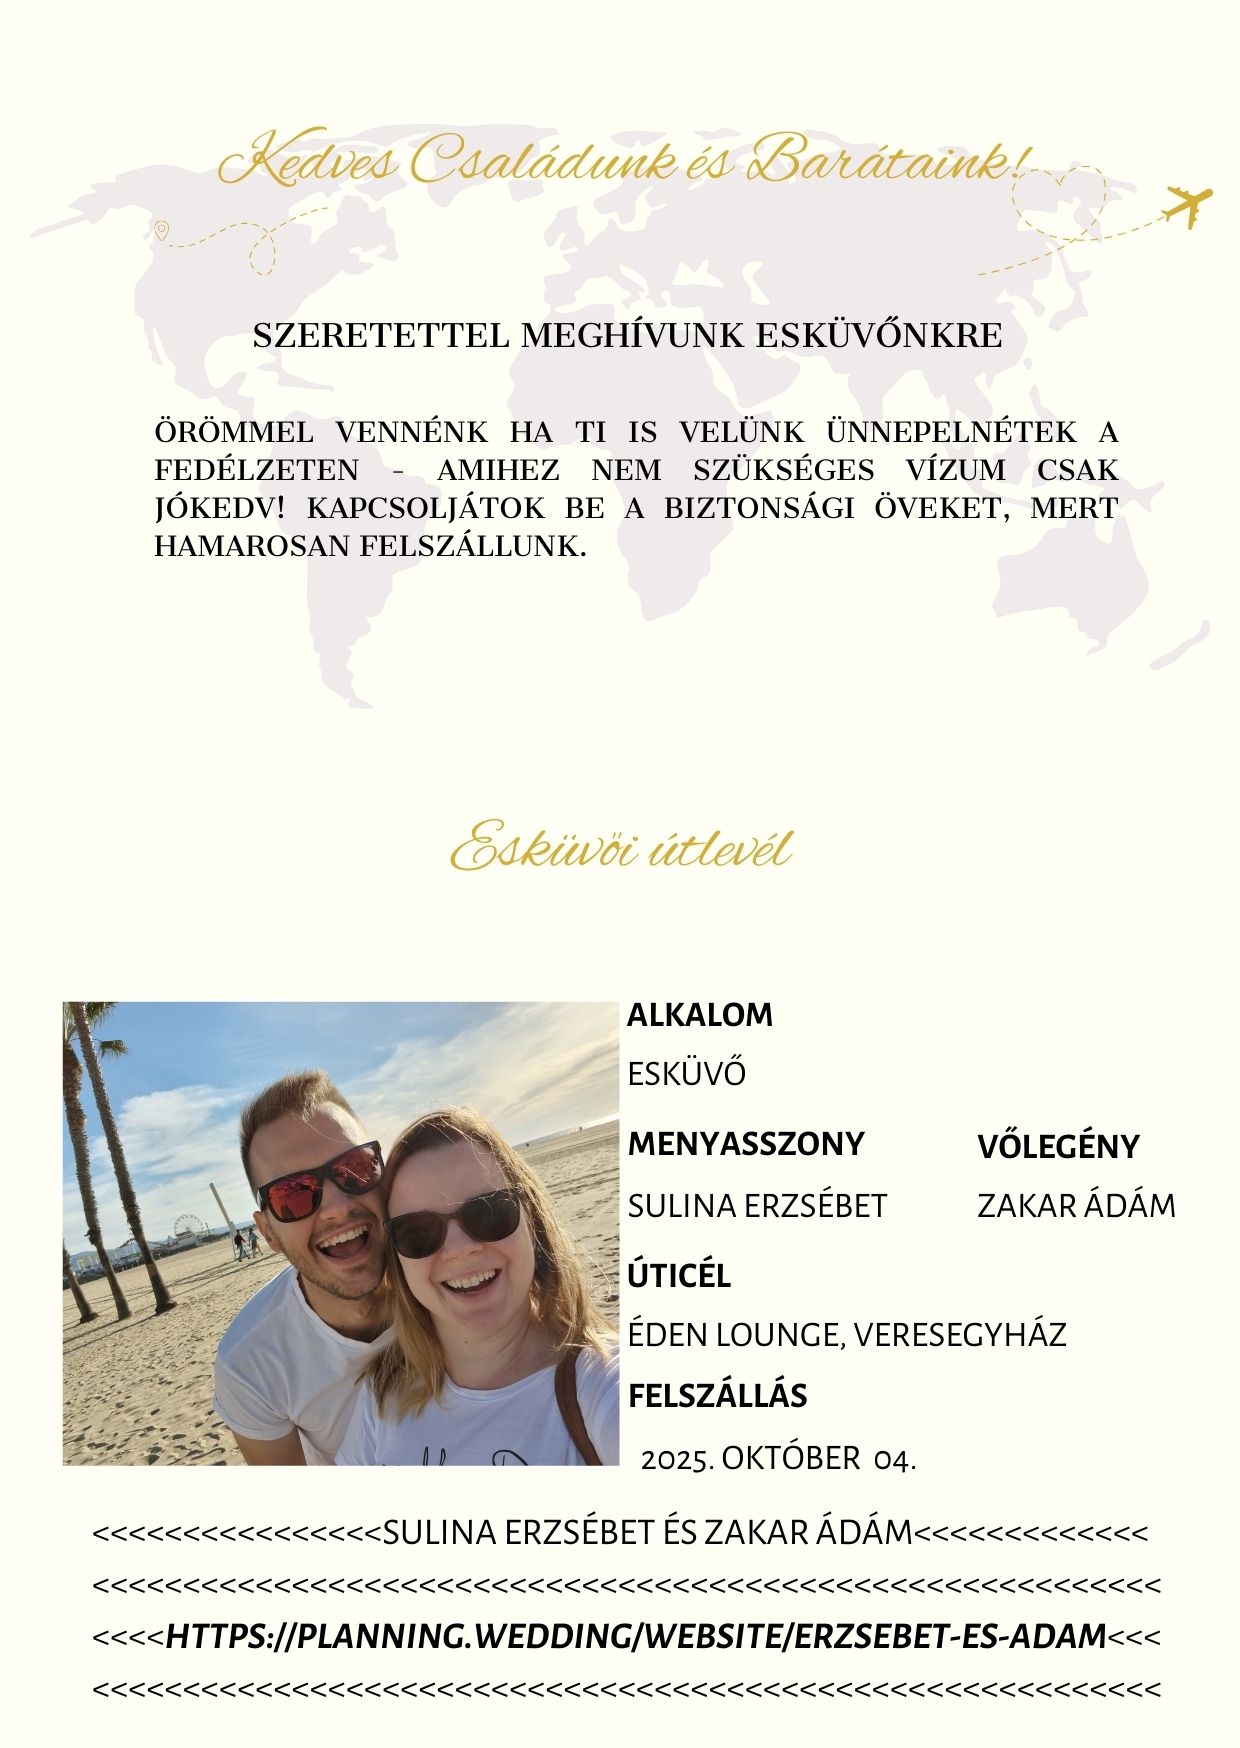 Kedves Családunk és Barátaink!
SZERETETTEL MEGHÍVUNK ESKÜVŐNKRE
ÖRÖMMEL VENNÉNK HA TI IS VELÜNK ÜNNEPELNÉTEK A
FEDÉLZETEN - AMIHEZ NEM SZÜKSÉGES VÍZUM CSAK
JÓKEDV! KAPCSOLJÁTOK BE A BIZTONSÁGI ÖVEKET, MERT
HAMAROSAN FELSZÁLLUNK.
Esküvői útlevél
ALKALOM
ESKÜVŐ
MENYASSZONY VŐLEGÉNY
SULINA ERZSÉBET ZAKAR ÁDÁM
ÚTICÉL
ÉDEN LOUNGE, VERESEGYHÁZ
FELSZÁLLÁS
2025. OKTÓBER 04.
<<<<<<<<<<<<<<<<SULINA ERZSÉBET ÉS ZAKAR ÁDÁM<<<<<<<<<<<<<
<<<<<<<<<<<<<<<<<<<<<<<<<<<<<<<<<<<<<<<<<<<<<<<<<<<<<<<<<<<
<<<<HTTPS://PLANNING.WEDDING/WEBSITE/ERZSEBET-ES-ADAM<<<
<<<<<<<<<<<<<<<<<<<<<<<<<<<<<<<<<<<<<<<<<<<<<<<<<<<<<<<<<<<